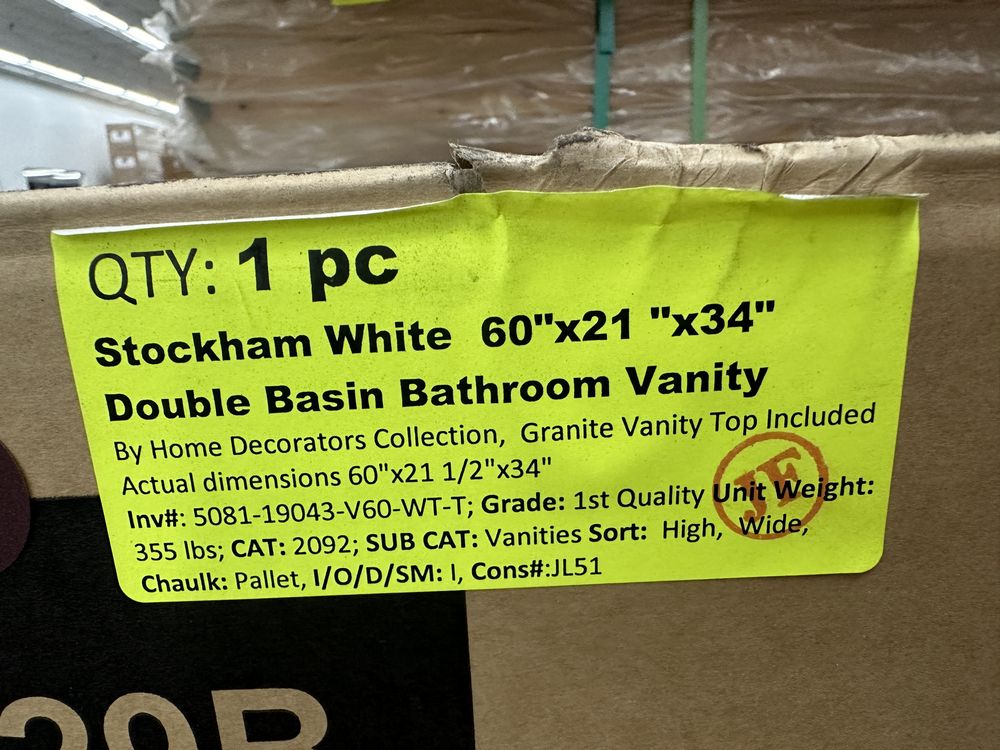 QTY: 1 pc
Stockham White 60"x21 "x34"
Double Basin Bathroom Vanity
By Home Decorators Collection, Granite Vanity Top Included
Actual dimensions 60"x21 1/2"x34"
Inv#: 5081-19043-V60-WT-T; Grade: 1st Quality Unit Weight:
355 lbs; CAT: 2092; SUB CAT: Vanities Sort: High, Wide,
Chaulk: Pallet, I/O/D/SM: I, Cons#:JL51
JF